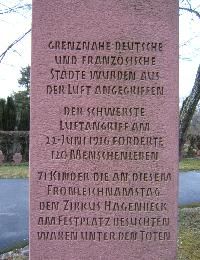 GRENZNAHE DEUTSCHE
UND FRANZÖSISCHE
STÄDTE WURDEN AUS
DER LUFT ANGEGRIFFEN
DER SCHWERSTE
LUFTANGRIFF AM
22·JUNI 1916 FORDERTE
120 MENSCHENLEBEN
71 KINDER DIE AN DIESEM
FRONLEICHNAMSTAG
DEN ZIRKUS HAGENBECK
AM FESTPLATZ BESUCHTEN
WAREN UNTER DEN TOTEN